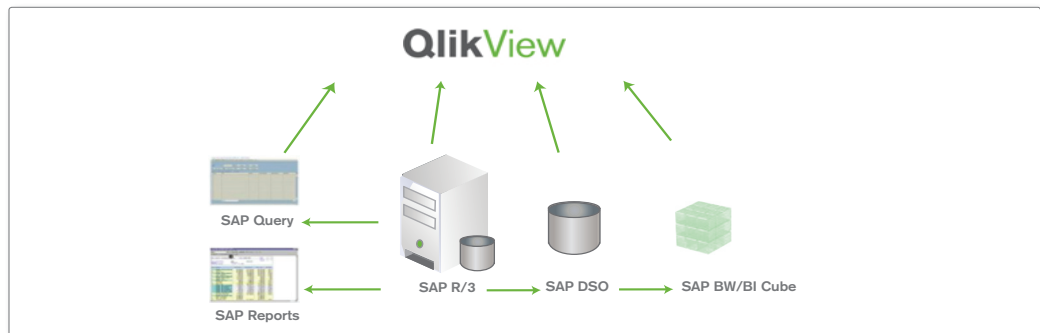 QlikView
SAP Query
SAP Reports
SAP R/3
SAP DSO
SAP BW/BI Cube